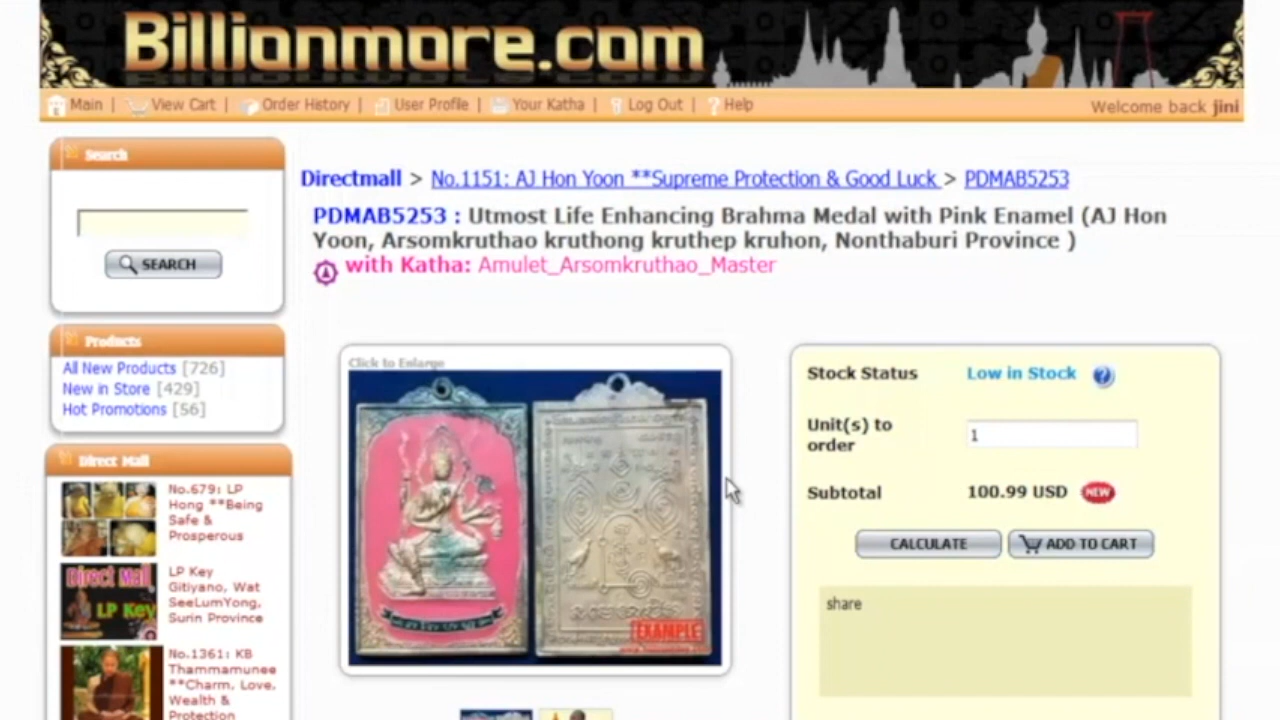 Billionmore.com
Main | View Cart | Order History | User Profile | Your Katha | Log Out | Help
Welcome back jini
Search
SEARCH
Products
All New Products [726]
New in Store [429]
Hot Promotions [56]
Direct Mall
No.679: LP
Hong **Being
Safe &
Prosperous
Direct Mall
LP Key
LP Key
Gitiyano, Wat
SeeLumYong,
Surin Province
No.1361: KB
Thammamunee
**Charm, Love,
Wealth &
Protection
Directmall > No.1151: AJ Hon Yoon **Supreme Protection & Good Luck > PDMAB5253
PDMAB5253 : Utmost Life Enhancing Brahma Medal with Pink Enamel (AJ Hon
Yoon, Arsomkruthao kruthong kruthep kruhon, Nonthaburi Province )
with Katha: Amulet_Arsomkruthao_Master
Click to Enlarge
EXAMPLE
Stock Status Low in Stock ?
Unit(s) to
order
1
Subtotal 100.99 USD NEW
CALCULATE ADD TO CART
share